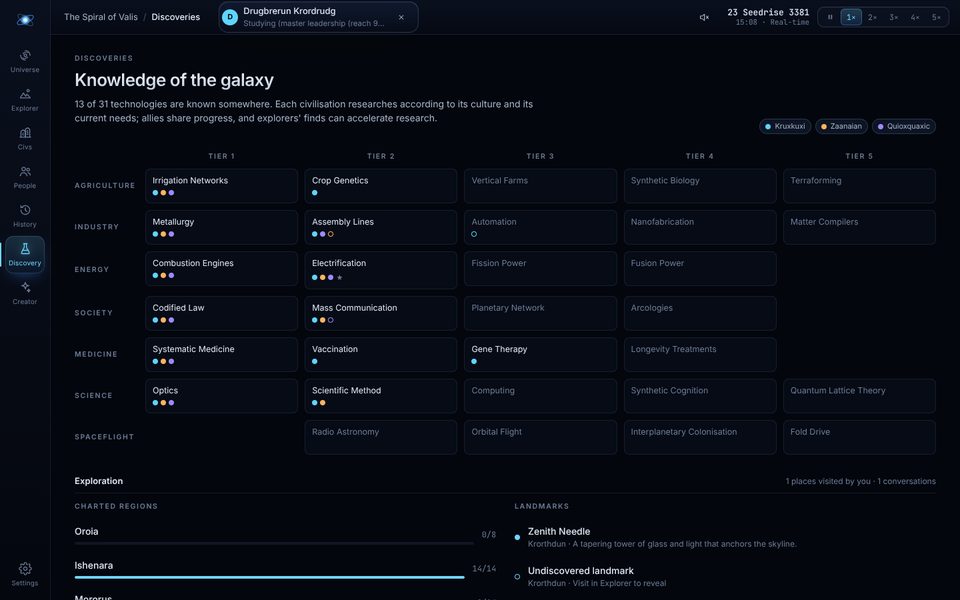 The Spiral of Valis / Discoveries
D
Drugbrerun Krordrudg
Studying (master leadership (reach 9...
×
23 Seedrise 3381
15:08 · Real-time
1× 2× 3× 4× 5×
Universe
Explorer
Civs
People
History
Discovery
Creator
Settings
DISCOVERIES
Knowledge of the galaxy
13 of 31 technologies are known somewhere. Each civilisation researches according to its culture and its
current needs; allies share progress, and explorers' finds can accelerate research.
Kruxkuxi Zaanaian Quioxquaxic
TIER 1 TIER 2 TIER 3 TIER 4 TIER 5
AGRICULTURE Irrigation Networks Crop Genetics Vertical Farms Synthetic Biology Terraforming
INDUSTRY Metallurgy Assembly Lines Automation Nanofabrication Matter Compilers
ENERGY Combustion Engines Electrification Fission Power Fusion Power
SOCIETY Codified Law Mass Communication Planetary Network Arcologies
MEDICINE Systematic Medicine Vaccination Gene Therapy Longevity Treatments
SCIENCE Optics Scientific Method Computing Synthetic Cognition Quantum Lattice Theory
SPACEFLIGHT Radio Astronomy Orbital Flight Interplanetary Colonisation Fold Drive
Exploration
1 places visited by you · 1 conversations
CHARTED REGIONS
Oroia 0/8
Ishenara 14/14
LANDMARKS
Zenith Needle
Krorthdun · A tapering tower of glass and light that anchors the skyline.
Undiscovered landmark
Krorthdun · Visit in Explorer to reveal